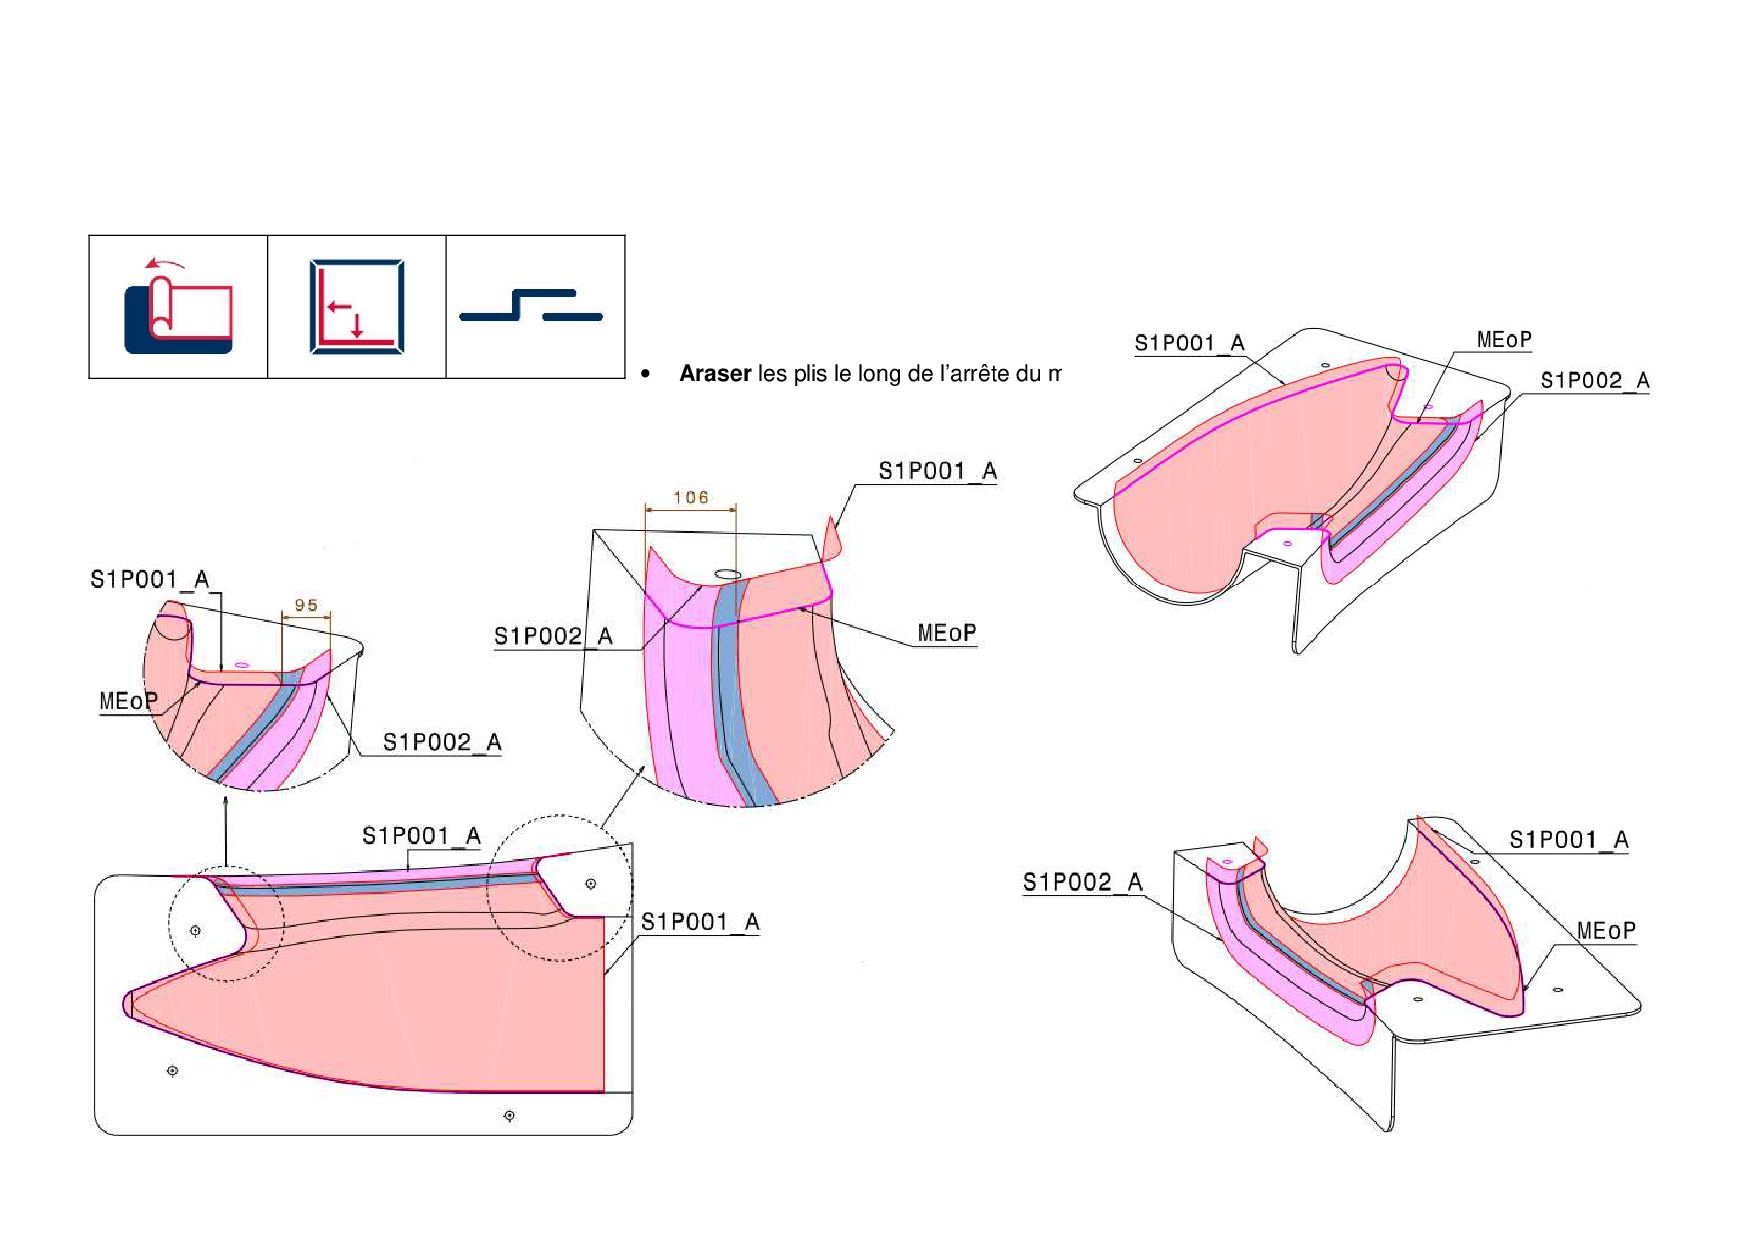 • Araser les plis le long de l'arrête du m
S1P001_A
MEoP
S1P002_A
S1P001_A
106
S1P001_A
95
S1P002_A
MEoP
MEoP
S1P002_A
S1P001_A
S1P001_A
S1P001_A
S1P002_A
MEoP